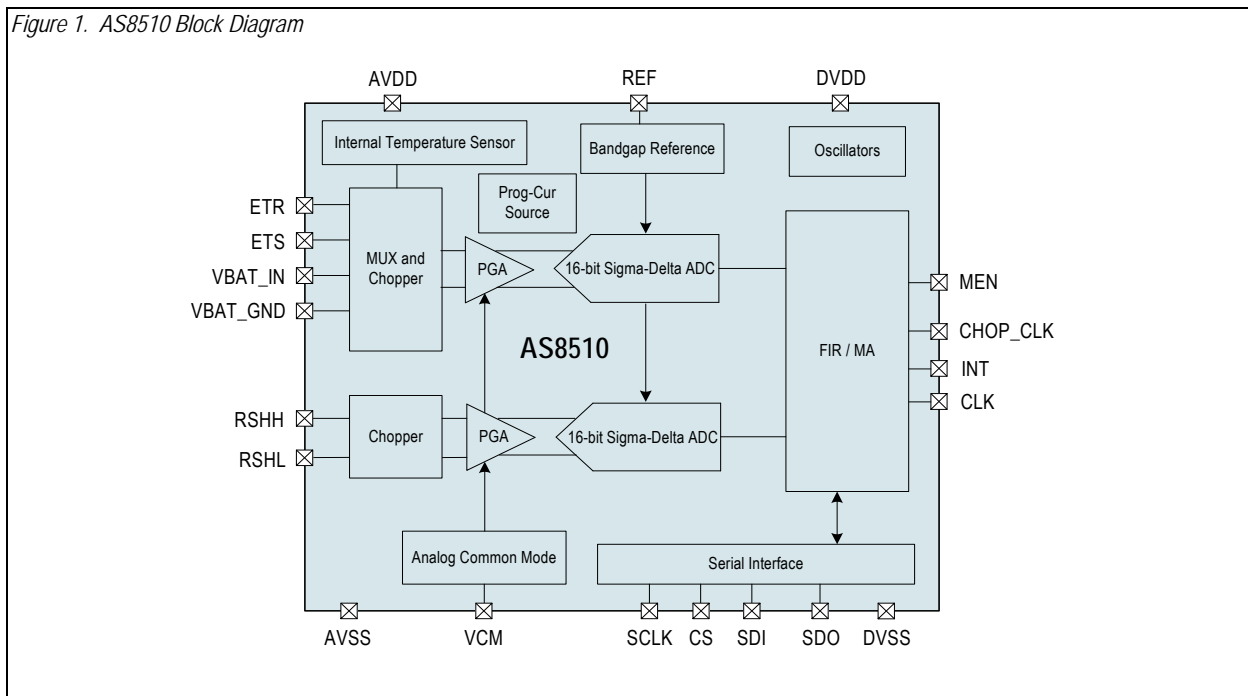 Figure 1. AS8510 Block Diagram
AVDD
REF
DVDD
Internal Temperature Sensor
Bandgap Reference
Oscillators
Prog-Cur
Source
ETR
ETS
VBAT_IN
VBAT_GND
MUX and
Chopper
PGA
16-bit Sigma-Delta ADC
FIR / MA
MEN
CHOP_CLK
INT
CLK
AS8510
RSHH
RSHL
Chopper
PGA
16-bit Sigma-Delta ADC
Analog Common Mode
Serial Interface
AVSS
VCM
SCLK
CS
SDI
SDO
DVSS